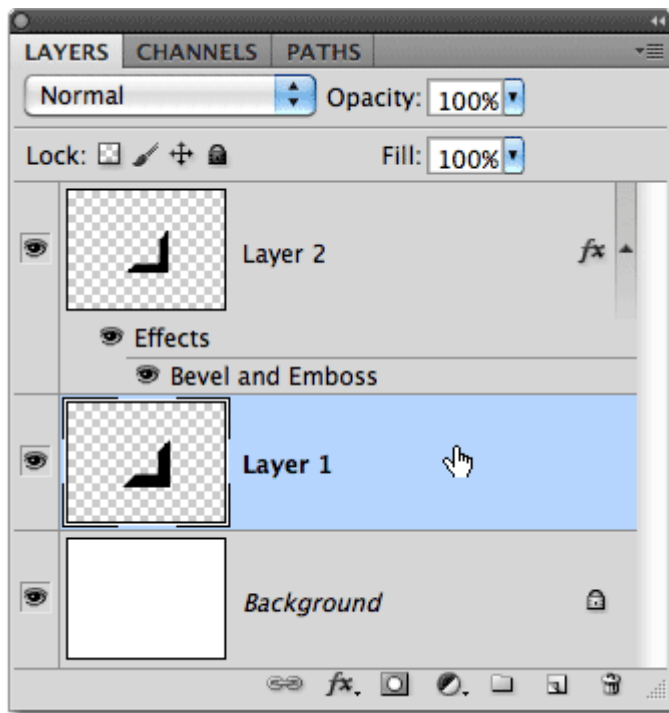 LAYERS CHANNELS PATHS
Normal Opacity: 100%
Lock: Fill: 100%
Layer 2 fx
Effects
Bevel and Emboss
Layer 1
Background
fx.